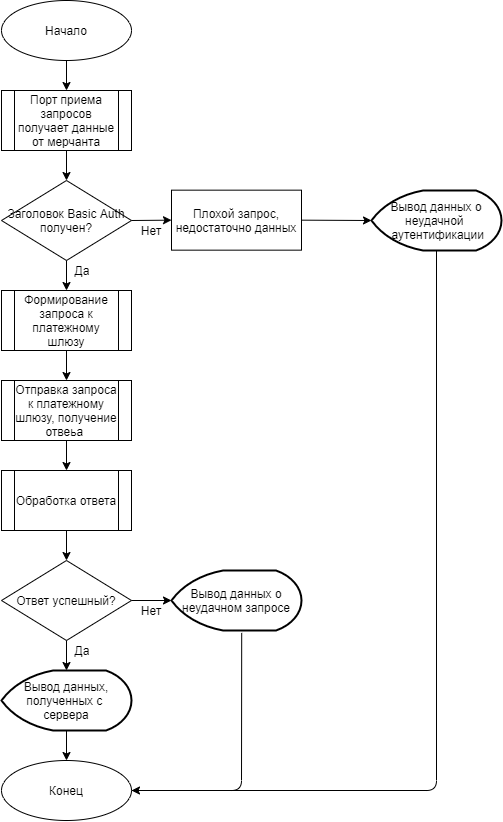 Начало
Порт приема
запросов
получает данные
от мерчанта
Заголовок Basic Auth
получен?
Нет
Плохой запрос,
недостаточно данных
Вывод данных о
неудачной
аутентификации
Да
Формирование
запроса к
платежному
шлюзу
Отправка запроса
к платежному
шлюзу, получение
отвеьа
Обработка ответа
Ответ успешный?
Нет
Вывод данных о
неудачном запросе
Да
Вывод данных,
полученных с
сервера
Конец